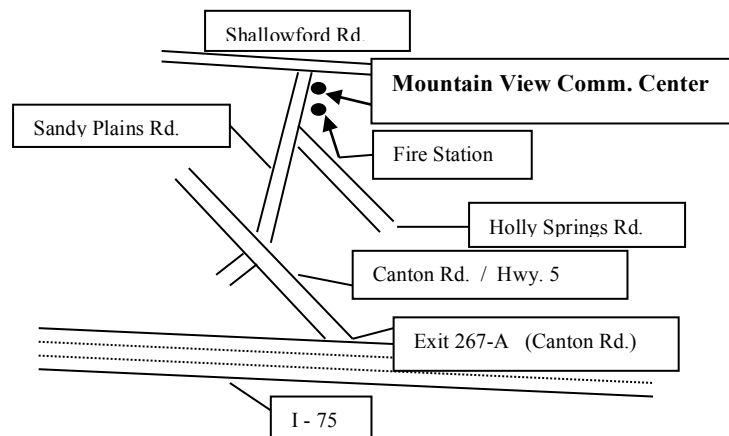 Shallowford Rd.
Mountain View Comm. Center
Sandy Plains Rd.
Fire Station
Holly Springs Rd.
Canton Rd. / Hwy. 5
Exit 267-A (Canton Rd.)
I - 75